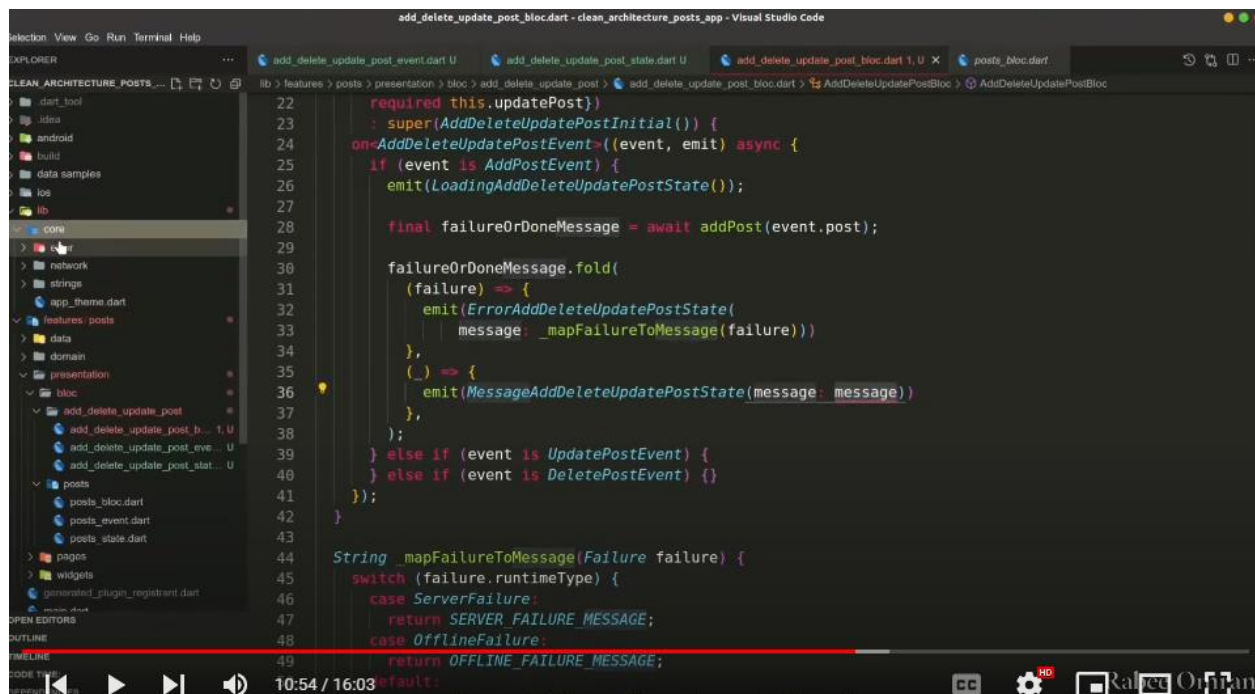 add_delete_update_post_bloc.dart - clean_architecture_posts_app - Visual Studio Code
Selection View Go Run Terminal Help
EXPLORER
add_delete_update_post_event.dart U
add_delete_update_post_state.dart U
add_delete_update_post_bloc.dart 1, U
posts_bloc.dart
CLEAN_ARCHITECTURE_POSTS_...
lib > features > posts > presentation > bloc > add_delete_update_post > add_delete_update_post_bloc.dart > AddDeleteUpdatePostBloc > AddDeleteUpdatePostBloc
.dart_tool
.idea
android
build
data samples
ios
lib
core
network
strings
app_theme.dart
features/posts
data
domain
presentation
bloc
add_delete_update_post
add_delete_update_post_b... 1, U
add_delete_update_post_eve... U
add_delete_update_post_stat... U
posts
posts_bloc.dart
posts_event.dart
posts_state.dart
pages
widgets
generated_plugin_registrant.dart
main.dart
OPEN EDITORS
OUTLINE
TIMELINE
22 required this.updatePost})
23 : super(AddDeleteUpdatePostInitial()) {
24 on<AddDeleteUpdatePostEvent>((event, emit) async {
25 if (event is AddPostEvent) {
26 emit(LoadingAddDeleteUpdatePostState());
27
28 final failureOrDoneMessage = await addPost(event.post);
29
30 failureOrDoneMessage.fold(
31 (failure) => {
32 emit(ErrorAddDeleteUpdatePostState(
33 message: _mapFailureToMessage(failure)))
34 },
35 (_) => {
36 emit(MessageAddDeleteUpdatePostState(message: message))
37 },
38 );
39 } else if (event is UpdatePostEvent) {
40 } else if (event is DeletePostEvent) {}
41 });
42 }
43
44 String _mapFailureToMessage(Failure failure) {
45 switch (failure.runtimeType) {
46 case ServerFailure:
47 return SERVER_FAILURE_MESSAGE;
48 case OfflineFailure:
49 return OFFLINE_FAILURE_MESSAGE;
default:
10:54 / 16:03
CC
HD